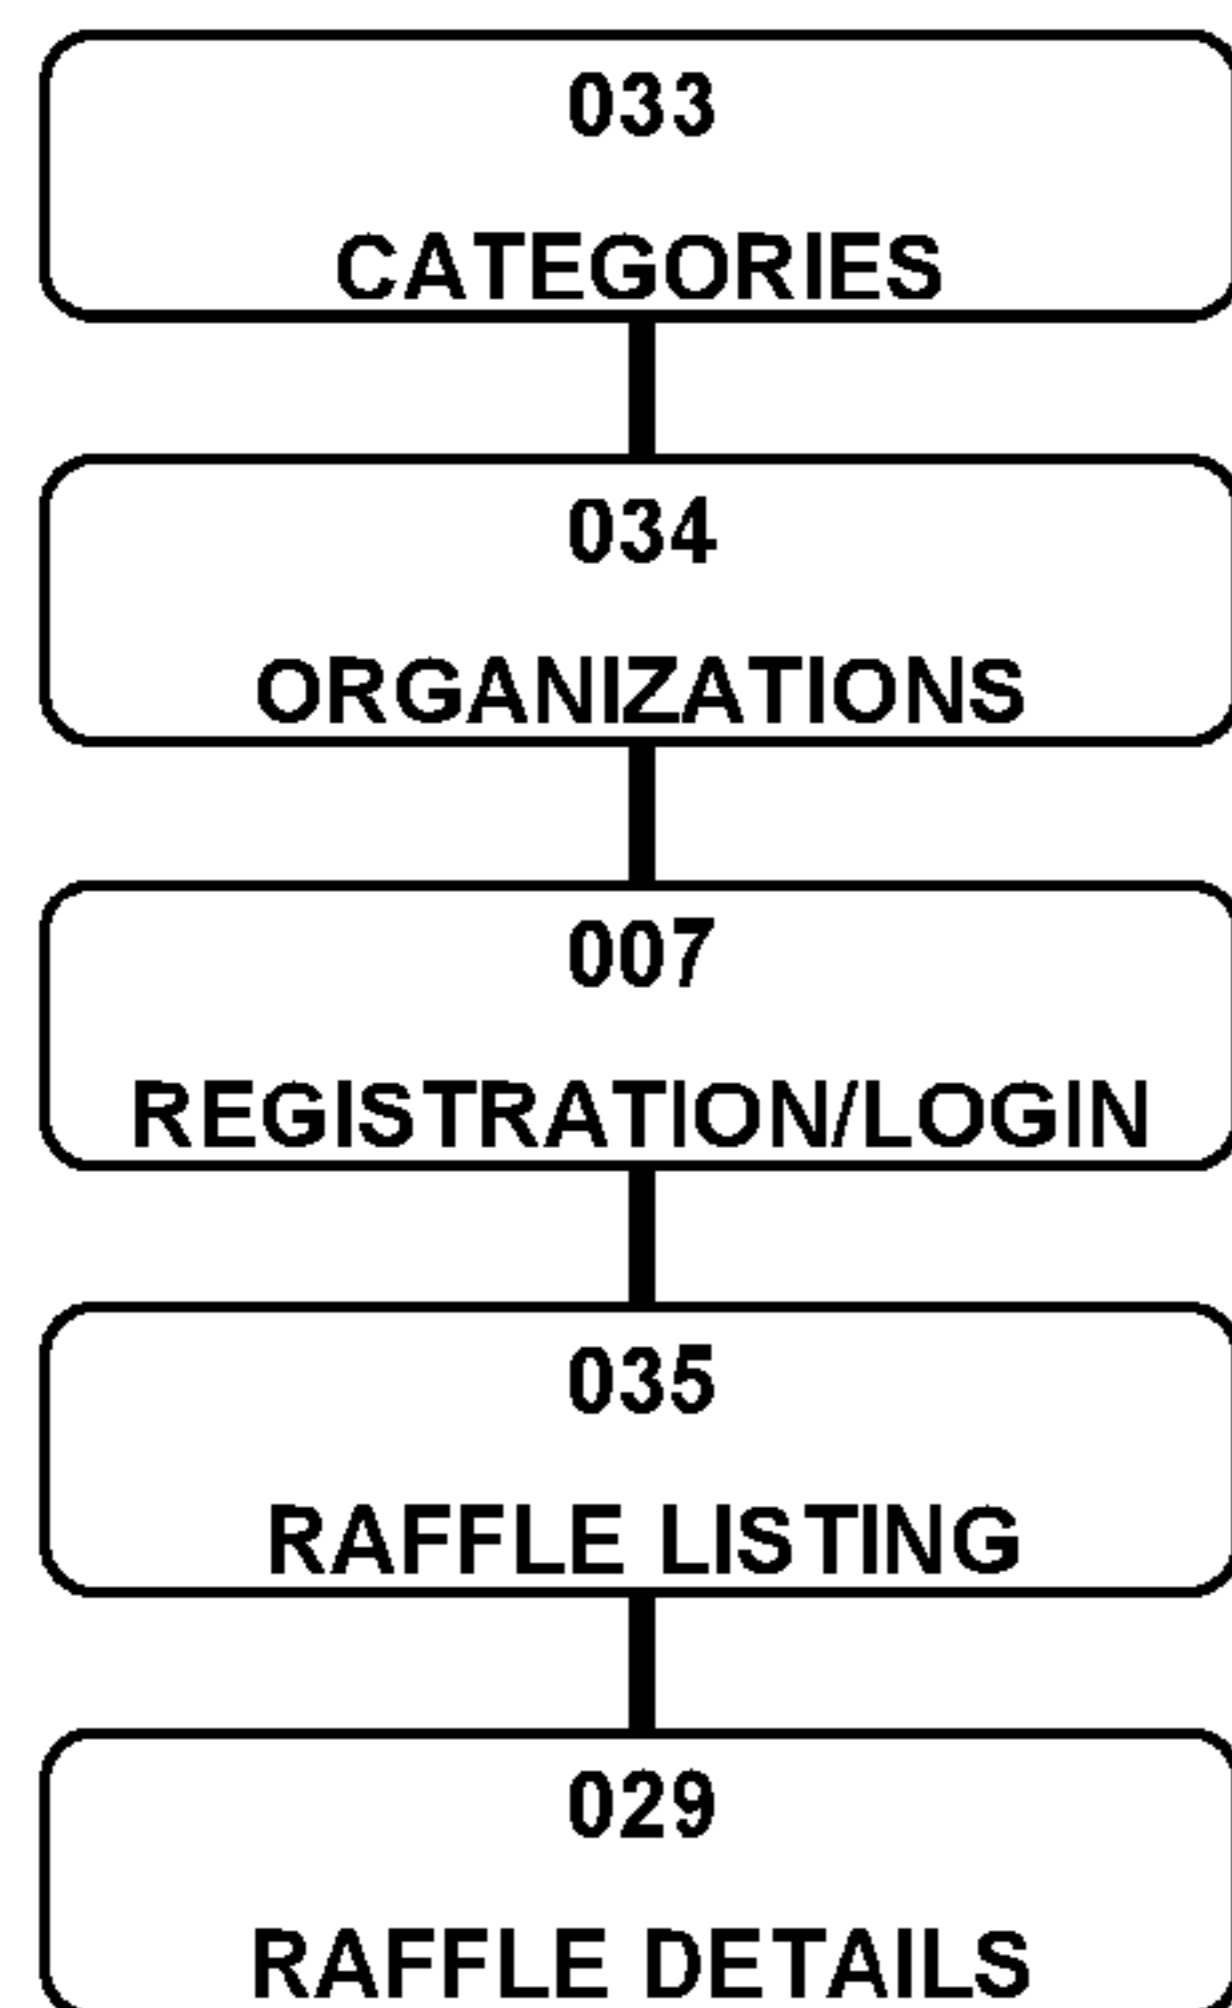 033
CATEGORIES
034
ORGANIZATIONS
007
REGISTRATION/LOGIN
035
RAFFLE LISTING
029
RAFFLE DETAILS